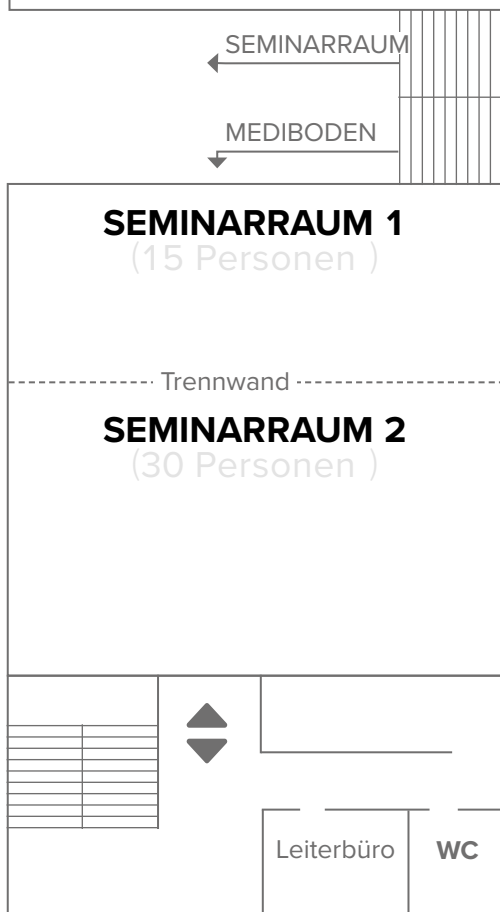 SEMINARRAUM
MEDIBODEN
SEMINARRAUM 1
(15 Personen )
Trennwand
SEMINARRAUM 2
(30 Personen )
Leiterbüro
WC